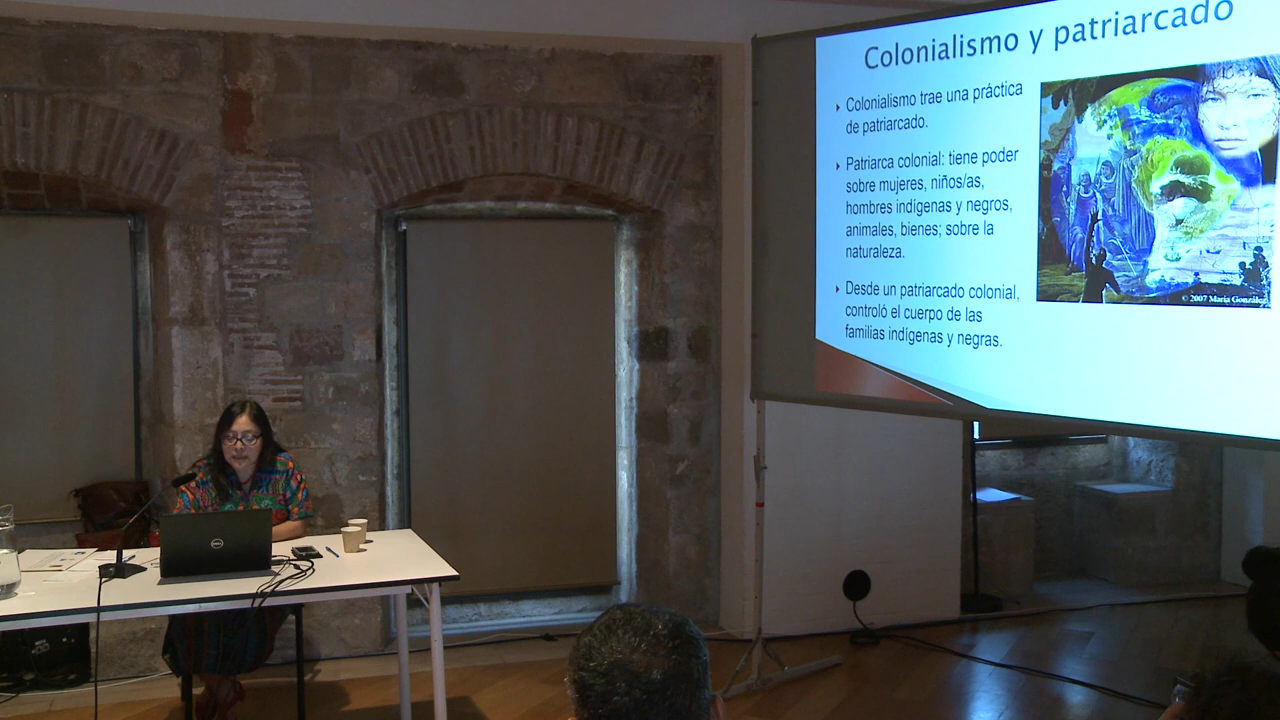 Colonialismo y patriarcado
Colonialismo trae una práctica
de patriarcado.
Patriarca colonial: tiene poder
sobre mujeres, niños/as,
hombres indígenas y negros,
animales, bienes; sobre la
naturaleza.
Desde un patriarcado colonial,
controló el cuerpo de las
familias indígenas y negras.
© 2007 María González
DELL